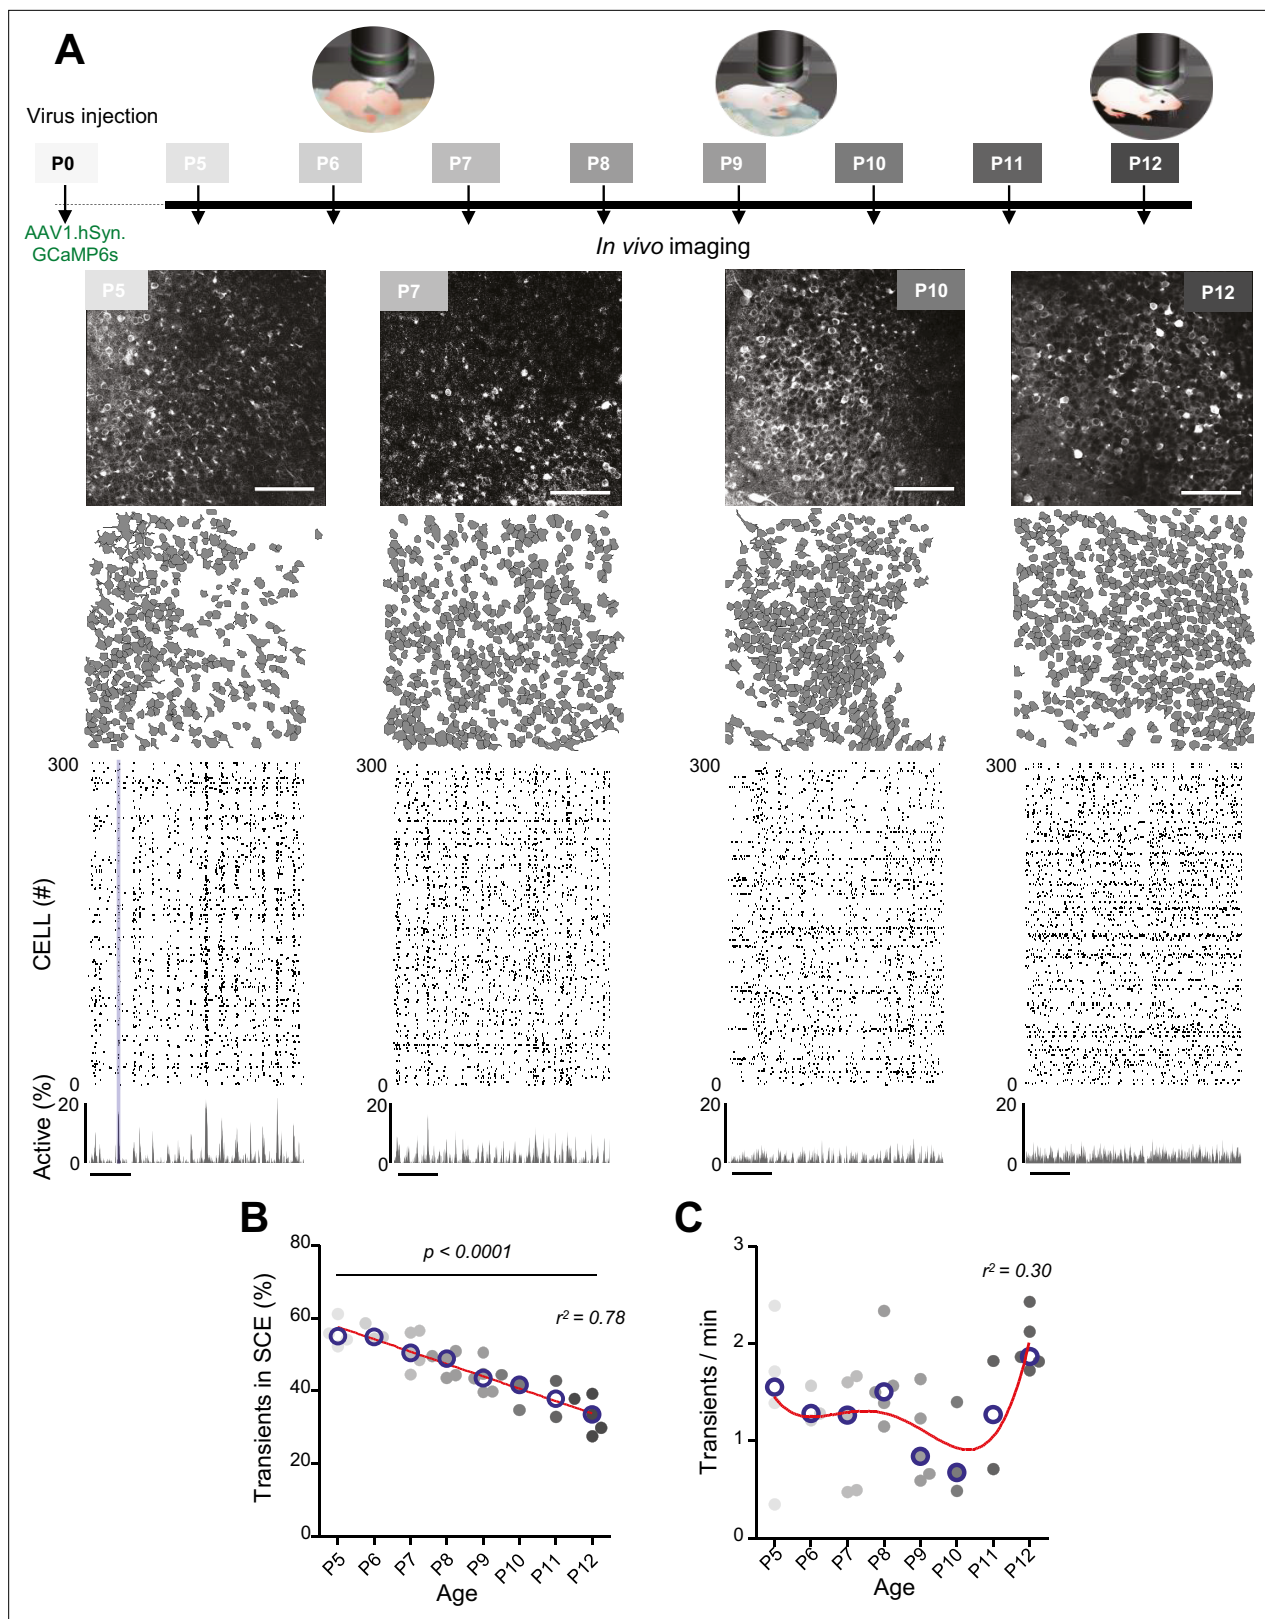 A
Virus injection
P0 P5 P6 P7 P8 P9 P10 P11 P12
AAV1.hSyn.
GCaMP6s
In vivo imaging
P5 P7 P10 P12
300 300 300 300
CELL (#)
0 0 0 0
20 20 20 20
Active (%)
0 0 0 0
B
80
60
40
20
0
Transients in SCE (%)
p < 0.0001
r² = 0.78
P5 P6 P7 P8 P9 P10 P11 P12
Age
C
3
2
1
0
Transients / min
r² = 0.30
P5 P6 P7 P8 P9 P10 P11 P12
Age